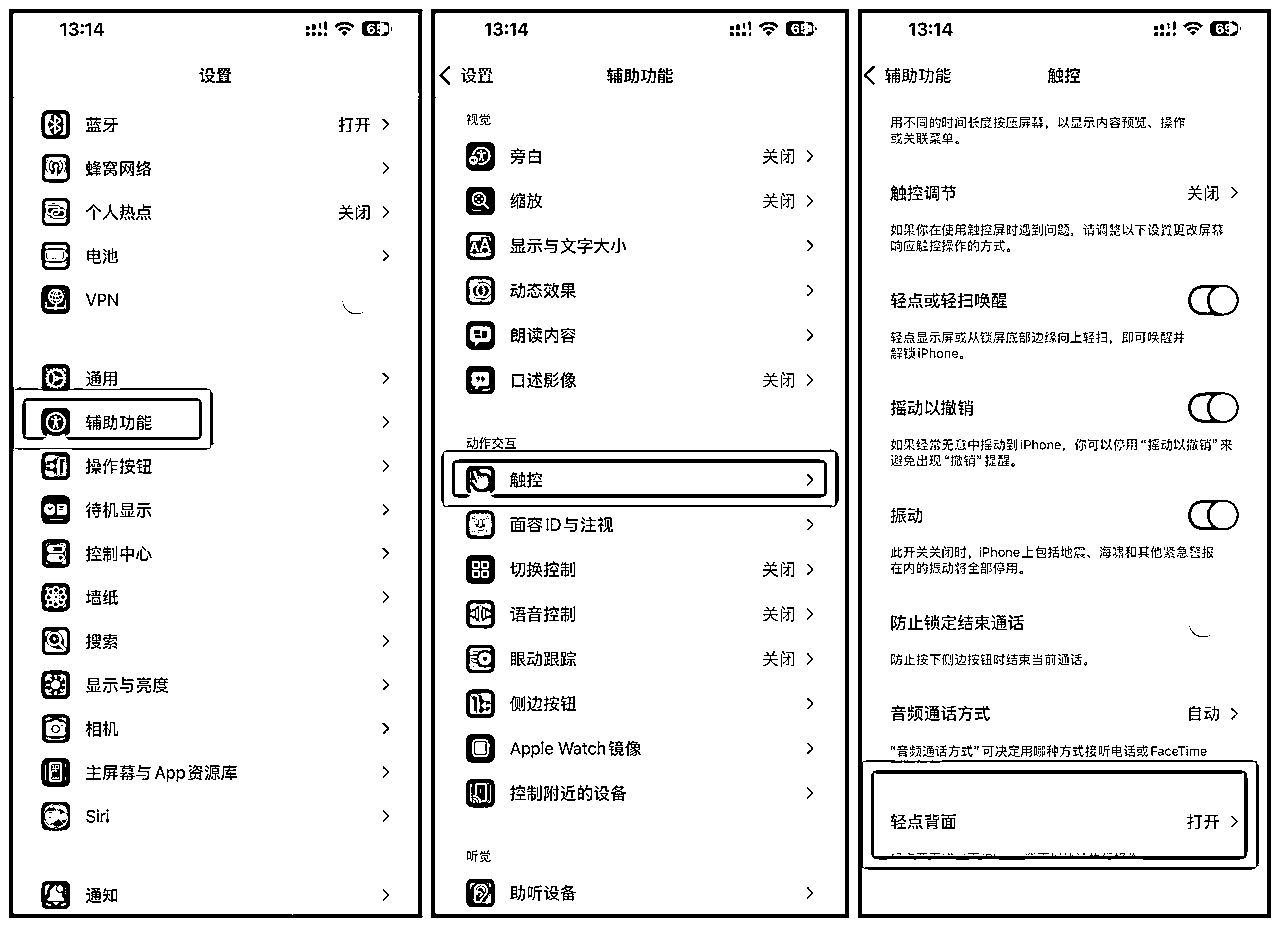 13:14
设置
蓝牙 打开
蜂窝网络
个人热点 关闭
电池
VPN
通用
辅助功能
操作按钮
待机显示
控制中心
墙纸
搜索
显示与亮度
相机
主屏幕与App资源库
Siri
通知
13:14
设置 辅助功能
视觉
旁白 关闭
缩放 关闭
显示与文字大小
动态效果
朗读内容
口述影像 关闭
动作交互
触控
面容ID与注视
切换控制 关闭
语音控制 关闭
眼动跟踪 关闭
侧边按钮
Apple Watch镜像
控制附近的设备
听觉
助听设备
13:14
辅助功能 触控
用不同的时间长度按压屏幕，以显示内容预览、操作
或关联菜单。
触控调节 关闭
如果你在使用触控屏时遇到问题，请调整以下设置更改屏幕
响应触控操作的方式。
轻点或轻扫唤醒
轻点显示屏或从锁屏底部边缘向上轻扫，即可唤醒并
解锁iPhone。
摇动以撤销
如果经常无意中摇动到iPhone，你可以停用“摇动以撤销”来
避免出现“撤销”提醒。
振动
此开关关闭时，iPhone上包括地震、海啸和其他紧急警报
在内的振动将全部停用。
防止锁定结束通话
防止按下侧边按钮时结束当前通话。
音频通话方式 自动
“音频通话方式”可决定用哪种方式接听电话或FaceTime
轻点背面 打开